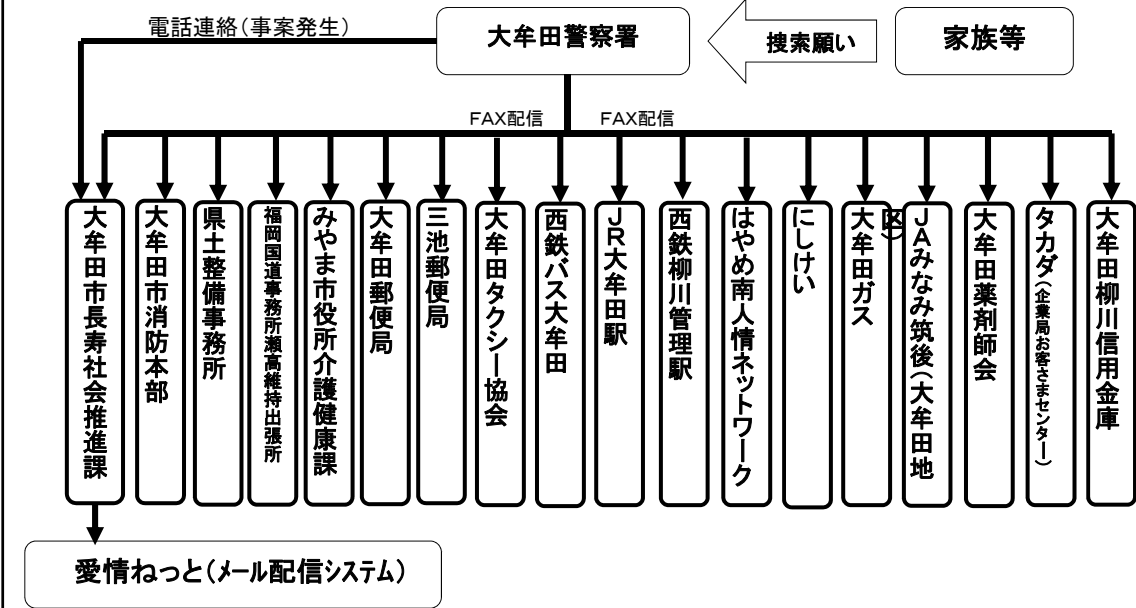 電話連絡(事案発生)
大牟田警察署
捜索願い
家族等
FAX配信
FAX配信
大牟田市長寿社会推進課
大牟田市消防本部
県土整備事務所
福岡国道事務所瀬高維持出張所
みやま市役所介護健康課
大牟田郵便局
三池郵便局
大牟田タクシー協会
西鉄バス大牟田
JR大牟田駅
西鉄柳川管理駅
はやめ南人情ネットワーク
にしけい
大牟田ガス
JAみなみ筑後(大牟田地
区)
大牟田薬剤師会
タカダ(企業局お客さまセンター)
大牟田柳川信用金庫
愛情ねっと(メール配信システム)